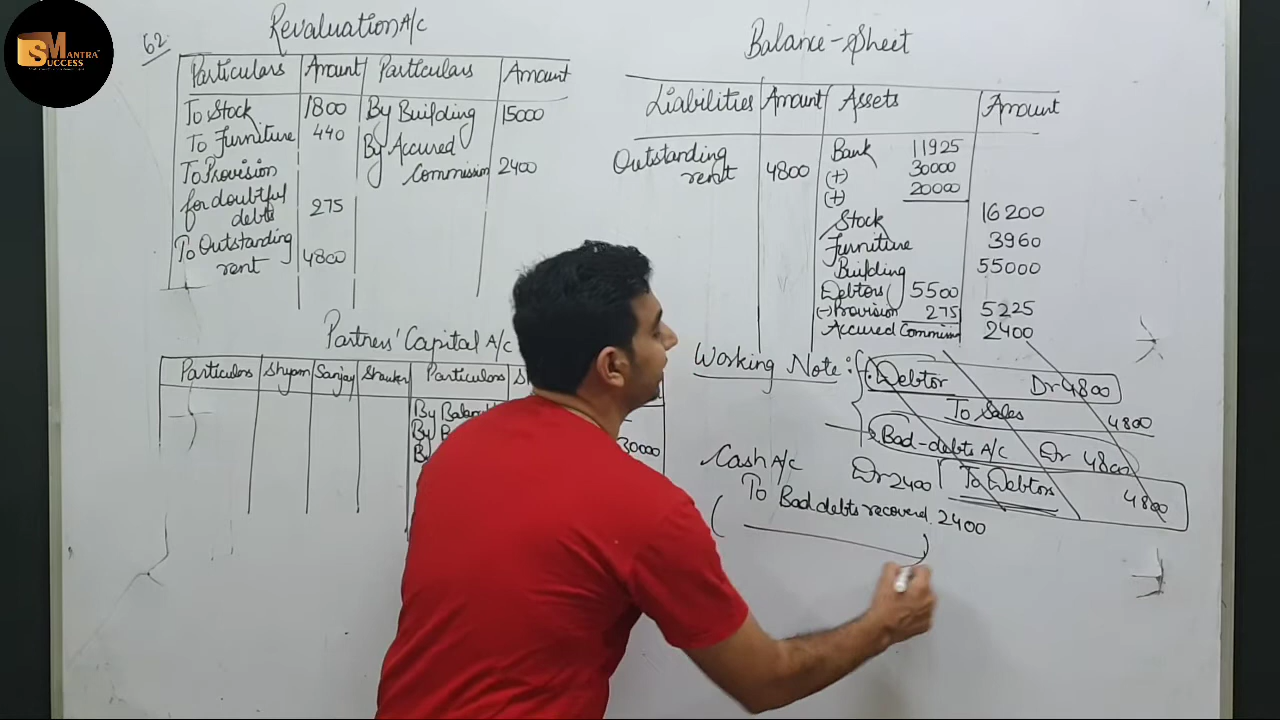 SUCCESS MANTRA
62.
Revaluation A/c
Particulars Amount Particulars Amount
To Stock 1800 By Building 15000
To Furniture 440 By Accured
Commission 2400
To Provision
for doubtful
debts 275
To Outstanding
rent 4800
Balance-Sheet
Liabilities Amount Assets Amount
Outstanding
rent 4800
Bank 11925
(+) 30000
(+) 20000
Stock 16200
Furniture 3960
Building 55000
Debtors 5500
(-) Provision 275 5225
Accured Commission 2400
Partners' Capital A/c
Particulars Shyam Sanjay Shanker Particulars
By Balance
By
By 30000
Working Note :
Debtor Dr 4800
To Sales 4800
Bad-debts A/c Dr 4800
To Debtors 4800
Cash A/c Dr 2400
To Bad debts recovered. 2400